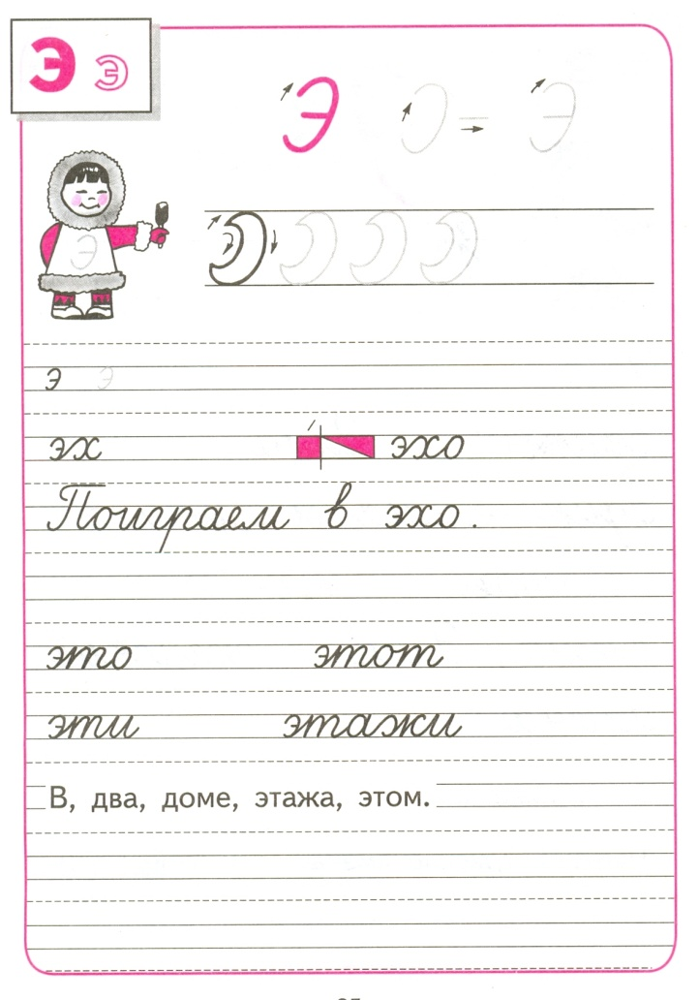 Э э
Э Э
Э
э э
эх эхо
Поиграем в эхо.
это этот
эти этажи
В, два, доме, этажа, этом.